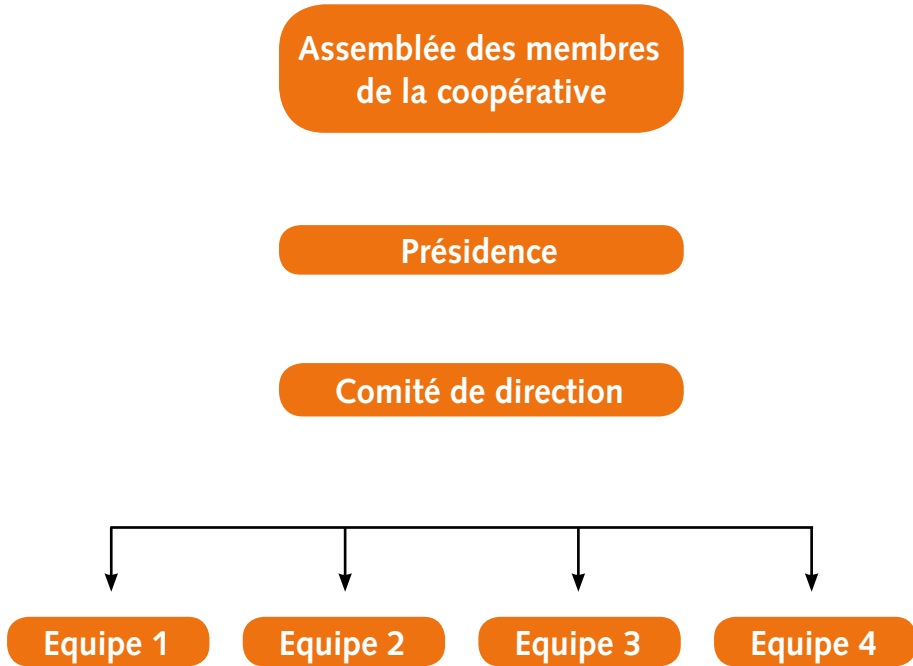 Assemblée des membres
de la coopérative
Présidence
Comité de direction
Equipe 1
Equipe 2
Equipe 3
Equipe 4